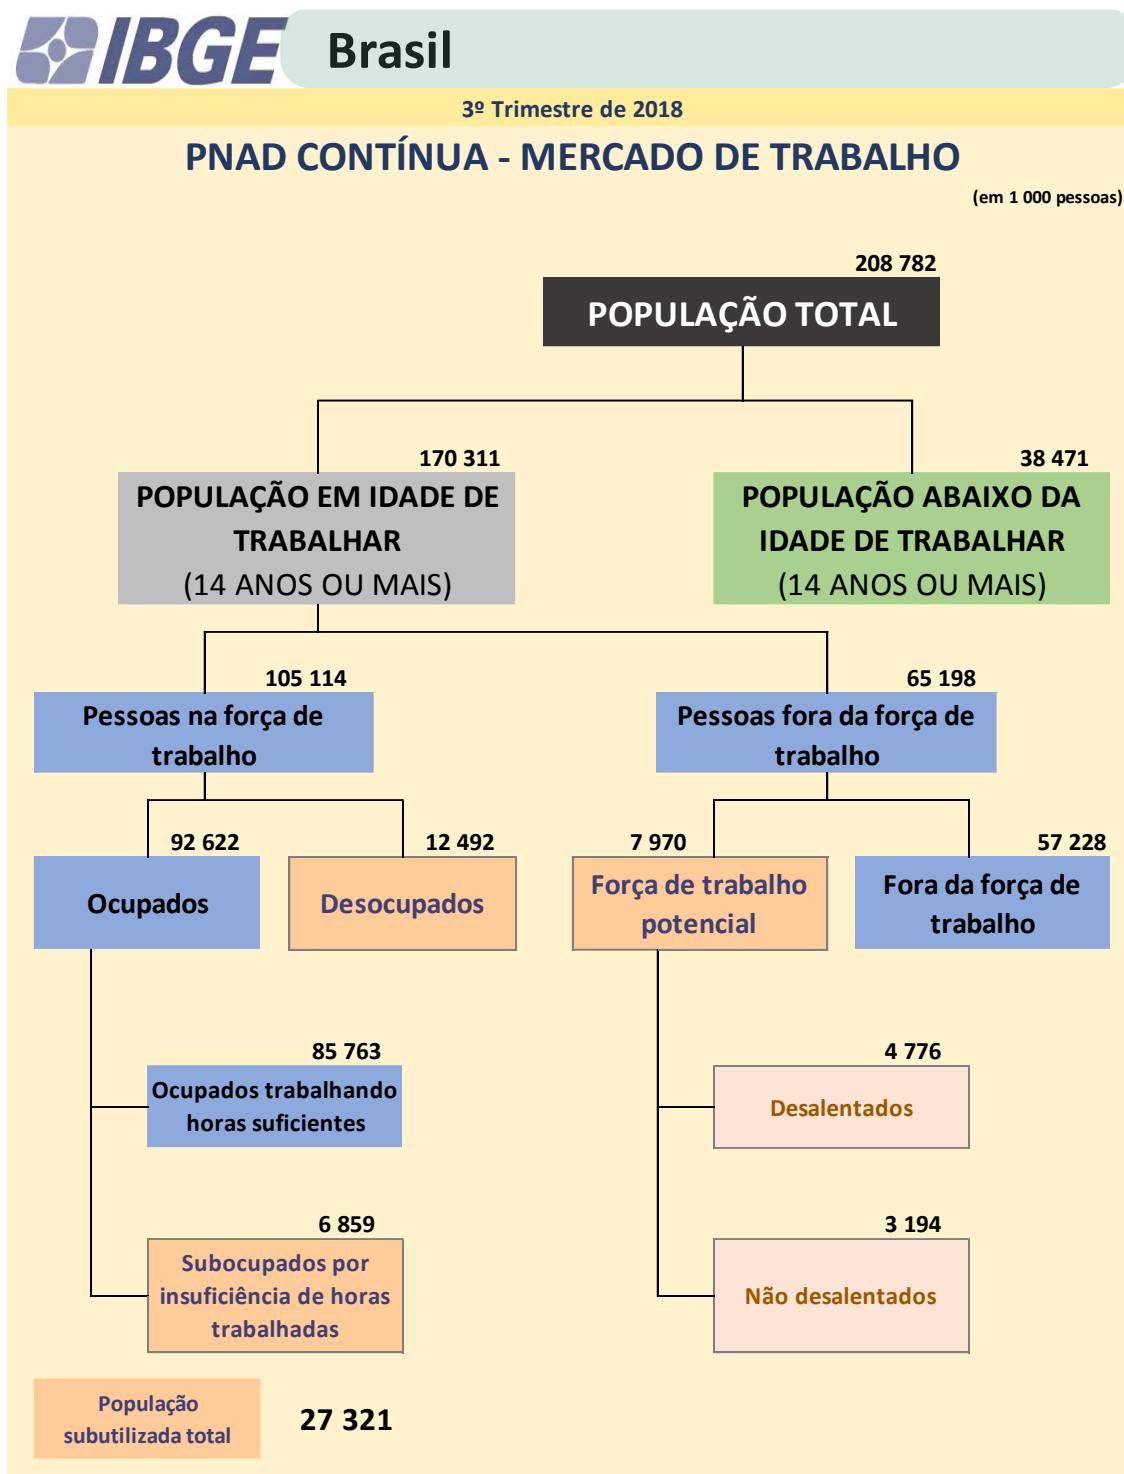 IBGE
Brasil
3º Trimestre de 2018
PNAD CONTÍNUA - MERCADO DE TRABALHO
(em 1 000 pessoas)
208 782
POPULAÇÃO TOTAL
170 311
POPULAÇÃO EM IDADE DE
TRABALHAR
(14 ANOS OU MAIS)
38 471
POPULAÇÃO ABAIXO DA
IDADE DE TRABALHAR
(14 ANOS OU MAIS)
105 114
Pessoas na força de
trabalho
65 198
Pessoas fora da força de
trabalho
92 622
Ocupados
12 492
Desocupados
7 970
Força de trabalho
potencial
57 228
Fora da força de
trabalho
85 763
Ocupados trabalhando
horas suficientes
4 776
Desalentados
6 859
Subocupados por
insuficiência de horas
trabalhadas
3 194
Não desalentados
População
subutilizada total
27 321